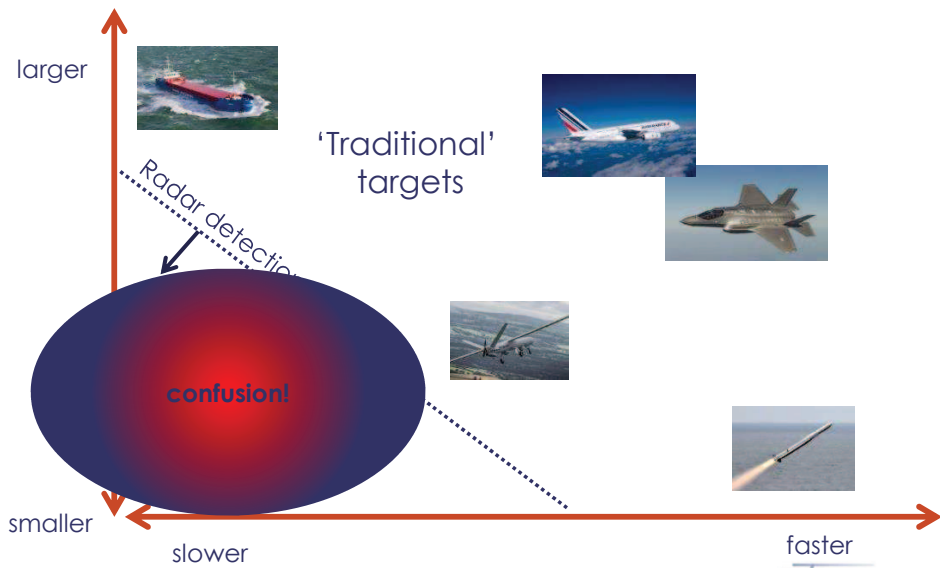 larger
'Traditional'
targets
Radar detection
confusion!
smaller
slower
faster